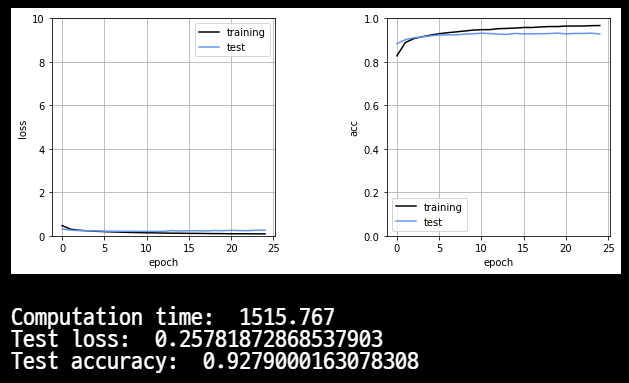 10
8
6
4
2
0
loss
0 5 10 15 20 25
epoch
training
test
1.0
0.8
0.6
0.4
0.2
0.0
acc
0 5 10 15 20 25
epoch
training
test
Computation time: 1515.767
Test loss: 0.25781872868537903
Test accuracy: 0.9279000163078308